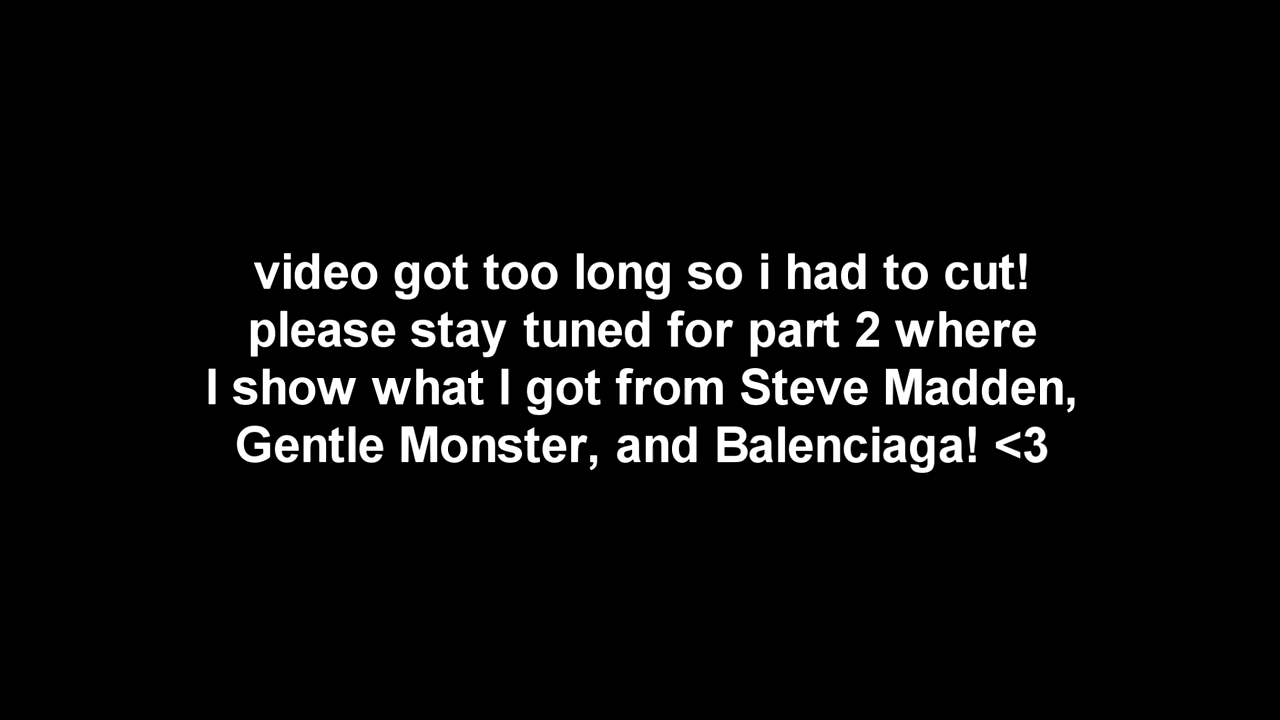 video got too long so i had to cut!
please stay tuned for part 2 where
I show what I got from Steve Madden,
Gentle Monster, and Balenciaga! <3